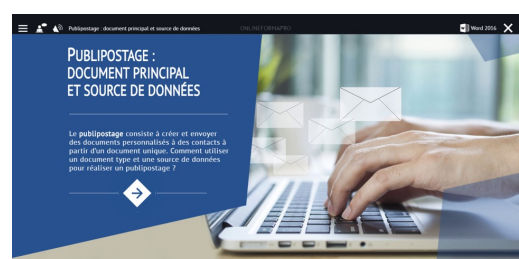 Publipostage : document principal et source de données
ONLINEFORMAPRO
Word 2016
PUBLIPOSTAGE :
DOCUMENT PRINCIPAL
ET SOURCE DE DONNÉES
Le publipostage consiste à créer et envoyer
des documents personnalisés à des contacts à
partir d'un document unique. Comment utiliser
un document type et une source de données
pour réaliser un publipostage ?